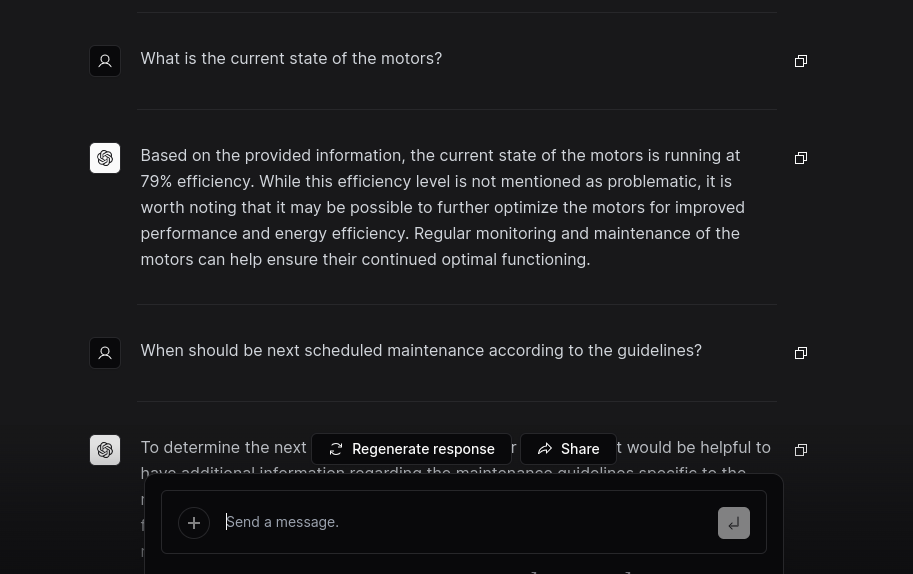 What is the current state of the motors?
Based on the provided information, the current state of the motors is running at
79% efficiency. While this efficiency level is not mentioned as problematic, it is
worth noting that it may be possible to further optimize the motors for improved
performance and energy efficiency. Regular monitoring and maintenance of the
motors can help ensure their continued optimal functioning.
When should be next scheduled maintenance according to the guidelines?
To determine the next
would be helpful to
Regenerate response
Share
have additional information regarding the maintenance guidelines specific to the
Send a message.